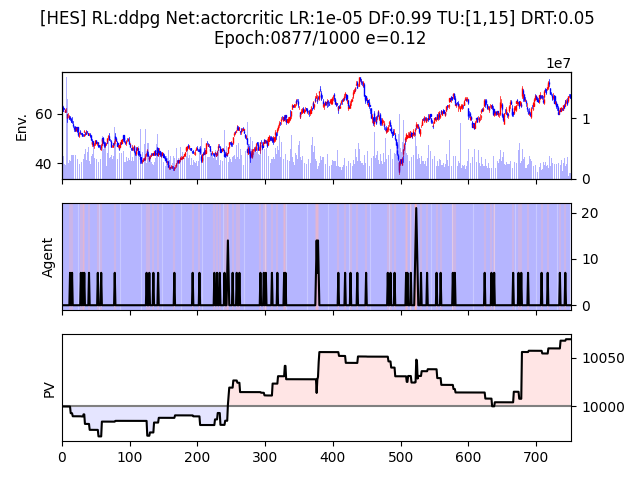 [HES] RL:ddpg Net:actorcritic LR:1e-05 DF:0.99 TU:[1,15] DRT:0.05
Epoch:0877/1000 e=0.12
1e7
Env.
60
40
1
0
Agent
20
10
0
PV
10050
10000
0 100 200 300 400 500 600 700